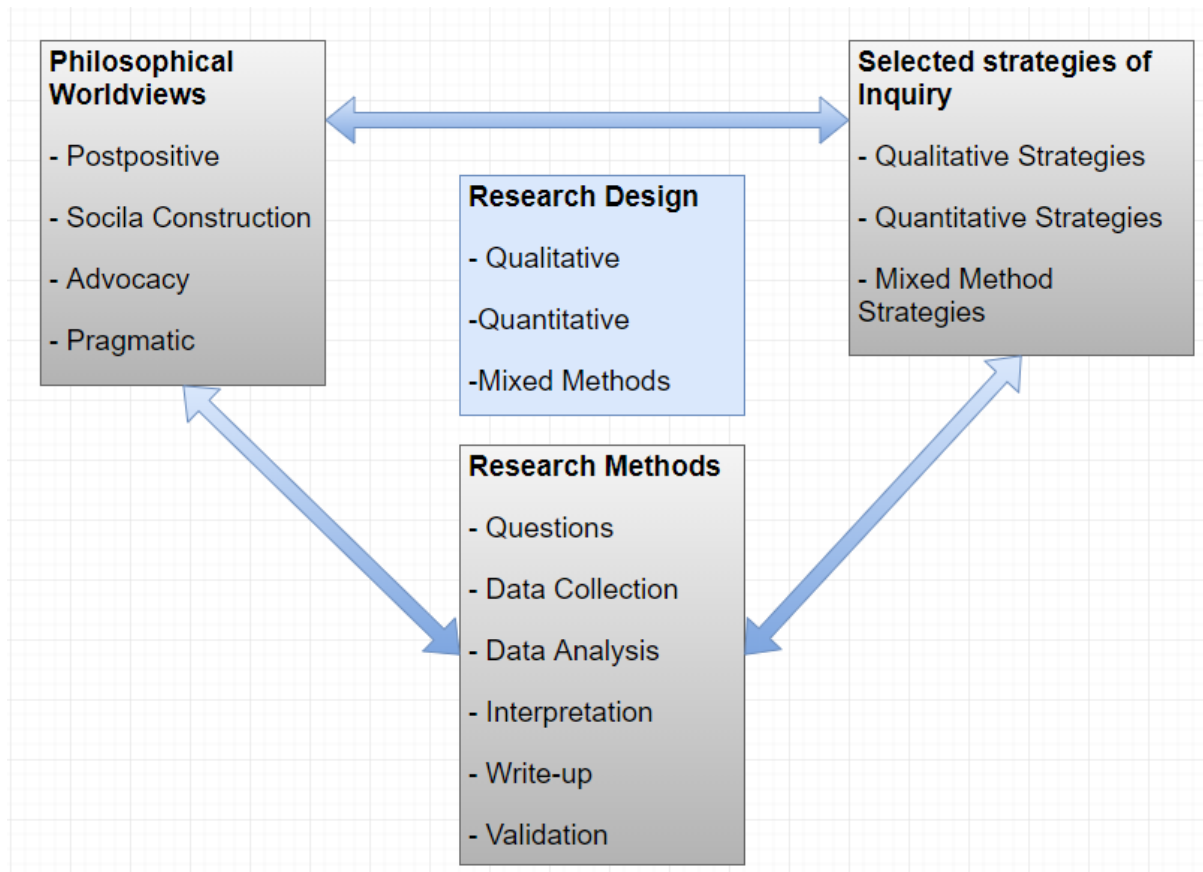 Philosophical
Worldviews
- Postpositive
- Socila Construction
- Advocacy
- Pragmatic
Selected strategies of
Inquiry
- Qualitative Strategies
- Quantitative Strategies
- Mixed Method
Strategies
Research Design
- Qualitative
-Quantitative
-Mixed Methods
Research Methods
- Questions
- Data Collection
- Data Analysis
- Interpretation
- Write-up
- Validation